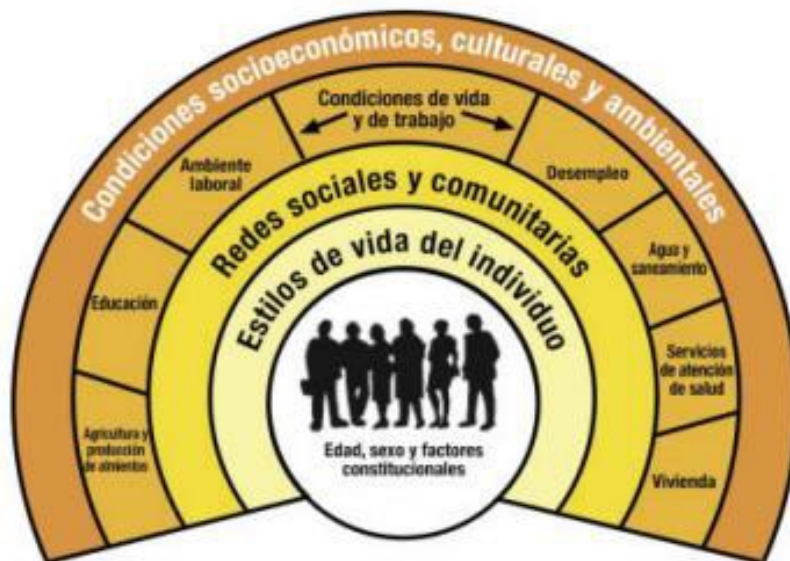 Condiciones socioeconómicos, culturales y ambientales
Condiciones de vida
y de trabajo
Ambiente
laboral
Desempleo
Redes sociales y comunitarias
Agua y
saneamiento
Estilos de vida del individuo
Educación
Servicios
de atención
de salud
Agricultura y
producción
de alimentos
Edad, sexo y factores
constitucionales
Vivienda